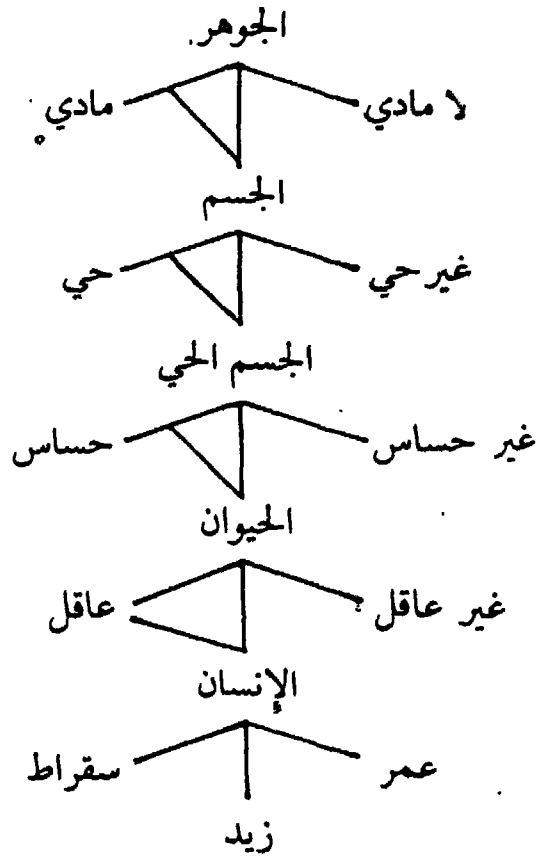 الجوهر
لا مادي مادي
الجسم
غير حي حي
الجسم الحي
غير حساس حساس
الحيوان
غير عاقل عاقل
الإنسان
عمر سقراط
زيد